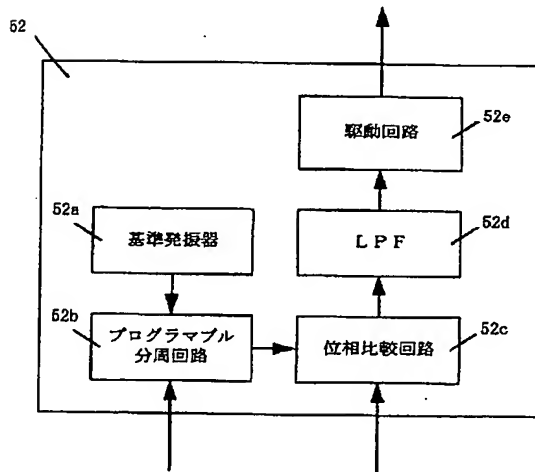 52
駆動回路
52e
52a
基準発振器
LPF
52d
52b
プログラマブル
分周回路
位相比較回路
52c